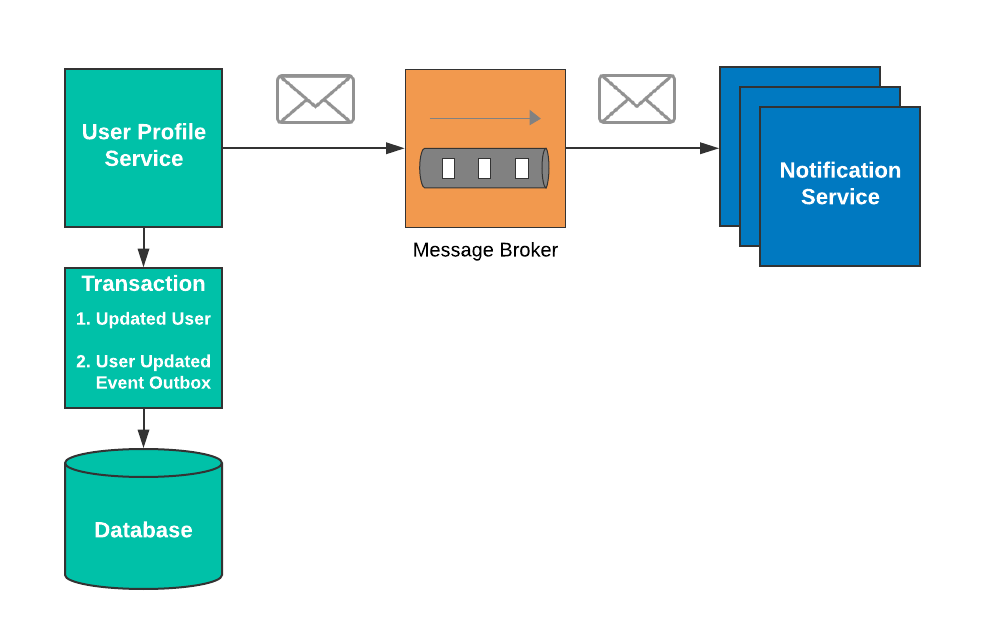 User Profile
Service
Message Broker
Notification
Service
Transaction
1. Updated User
2. User Updated
Event Outbox
Database